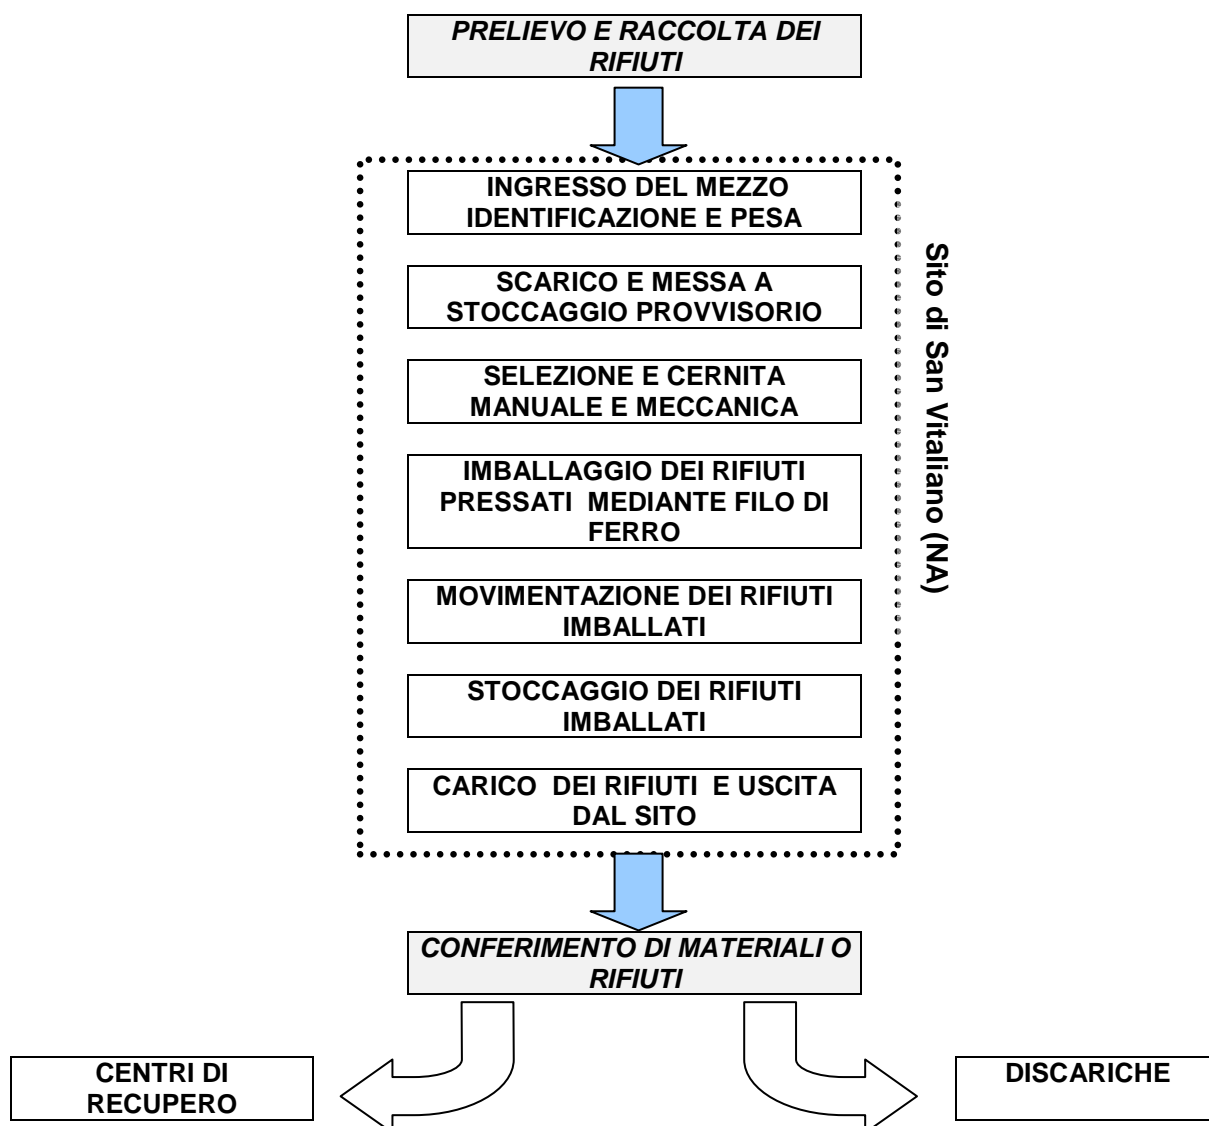 PRELIEVO E RACCOLTA DEI
RIFIUTI
INGRESSO DEL MEZZO
IDENTIFICAZIONE E PESA
SCARICO E MESSA A
STOCCAGGIO PROVVISORIO
SELEZIONE E CERNITA
MANUALE E MECCANICA
IMBALLAGGIO DEI RIFIUTI
PRESSATI MEDIANTE FILO DI
FERRO
MOVIMENTAZIONE DEI RIFIUTI
IMBALLATI
STOCCAGGIO DEI RIFIUTI
IMBALLATI
CARICO DEI RIFIUTI E USCITA
DAL SITO
Sito di San Vitaliano (NA)
CONFERIMENTO DI MATERIALI O
RIFIUTI
CENTRI DI
RECUPERO
DISCARICHE